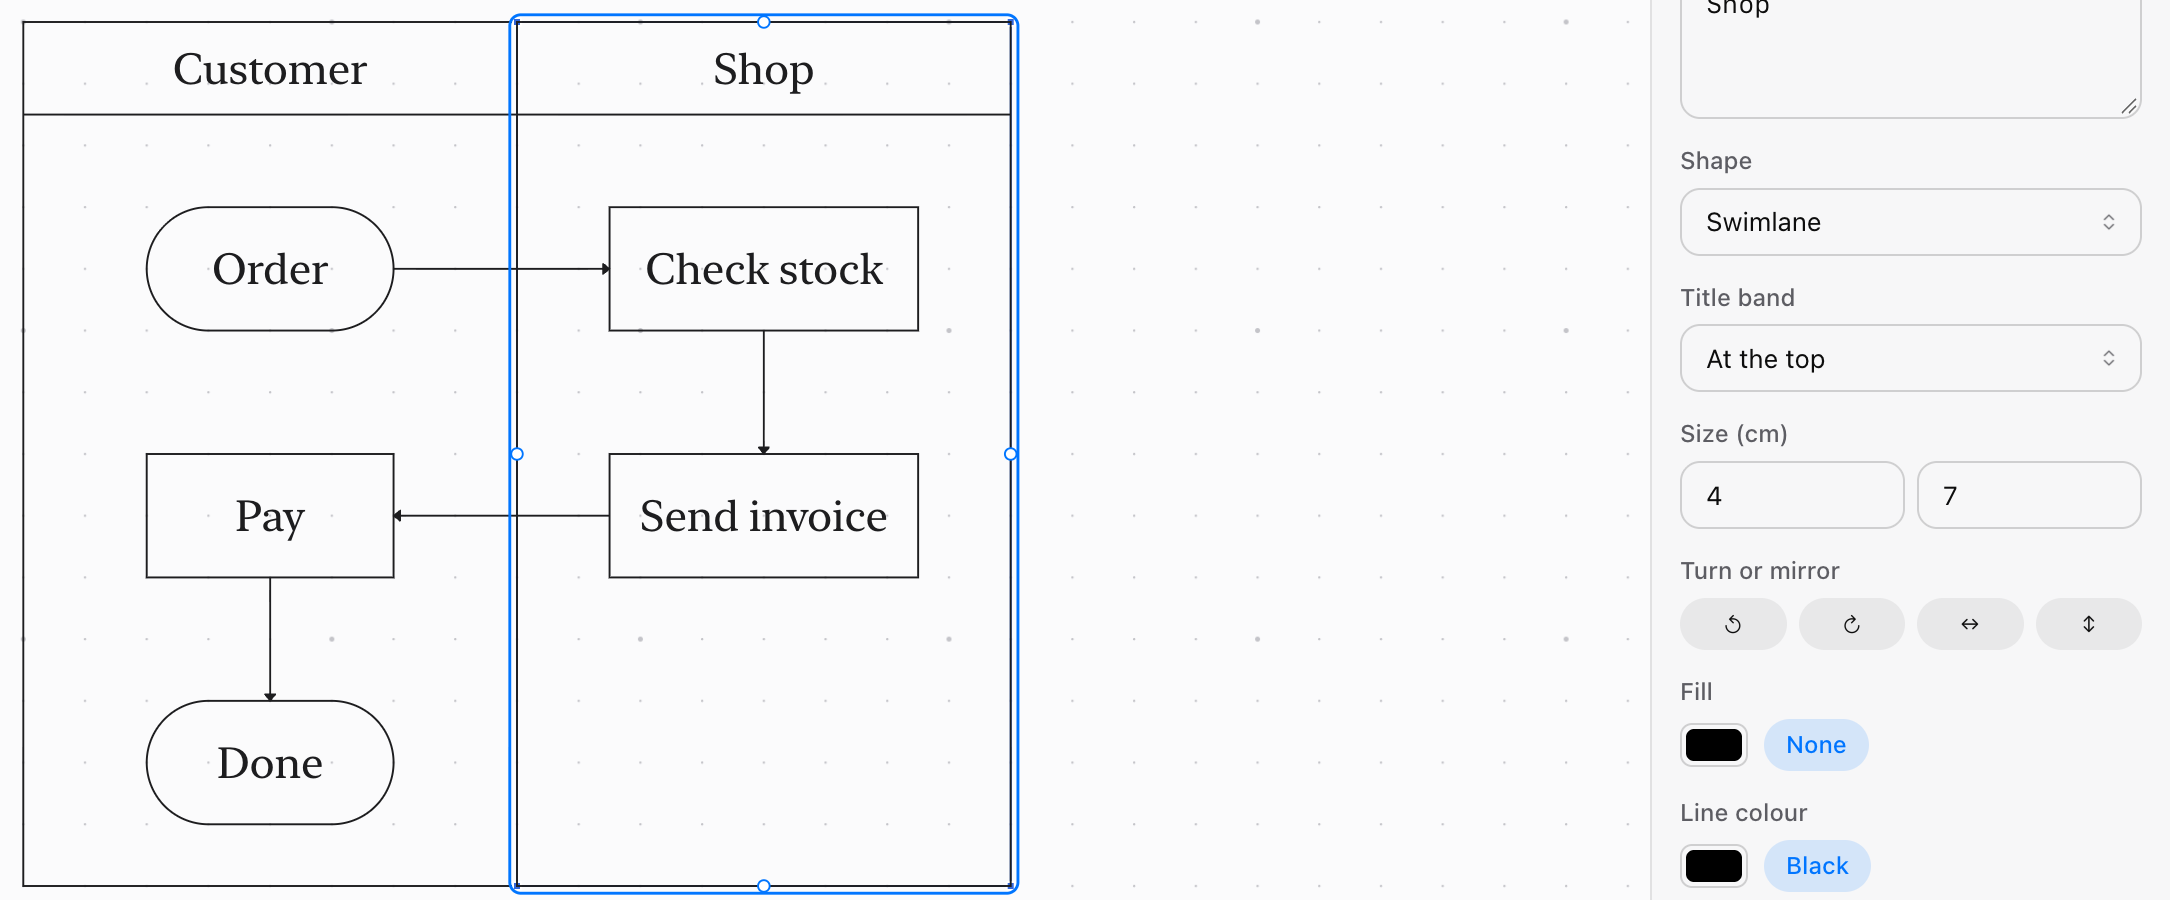 Customer
Shop
Order
Check stock
Pay
Send invoice
Done
Shop
Shape
Swimlane
Title band
At the top
Size (cm)
4
7
Turn or mirror
Fill
None
Line colour
Black